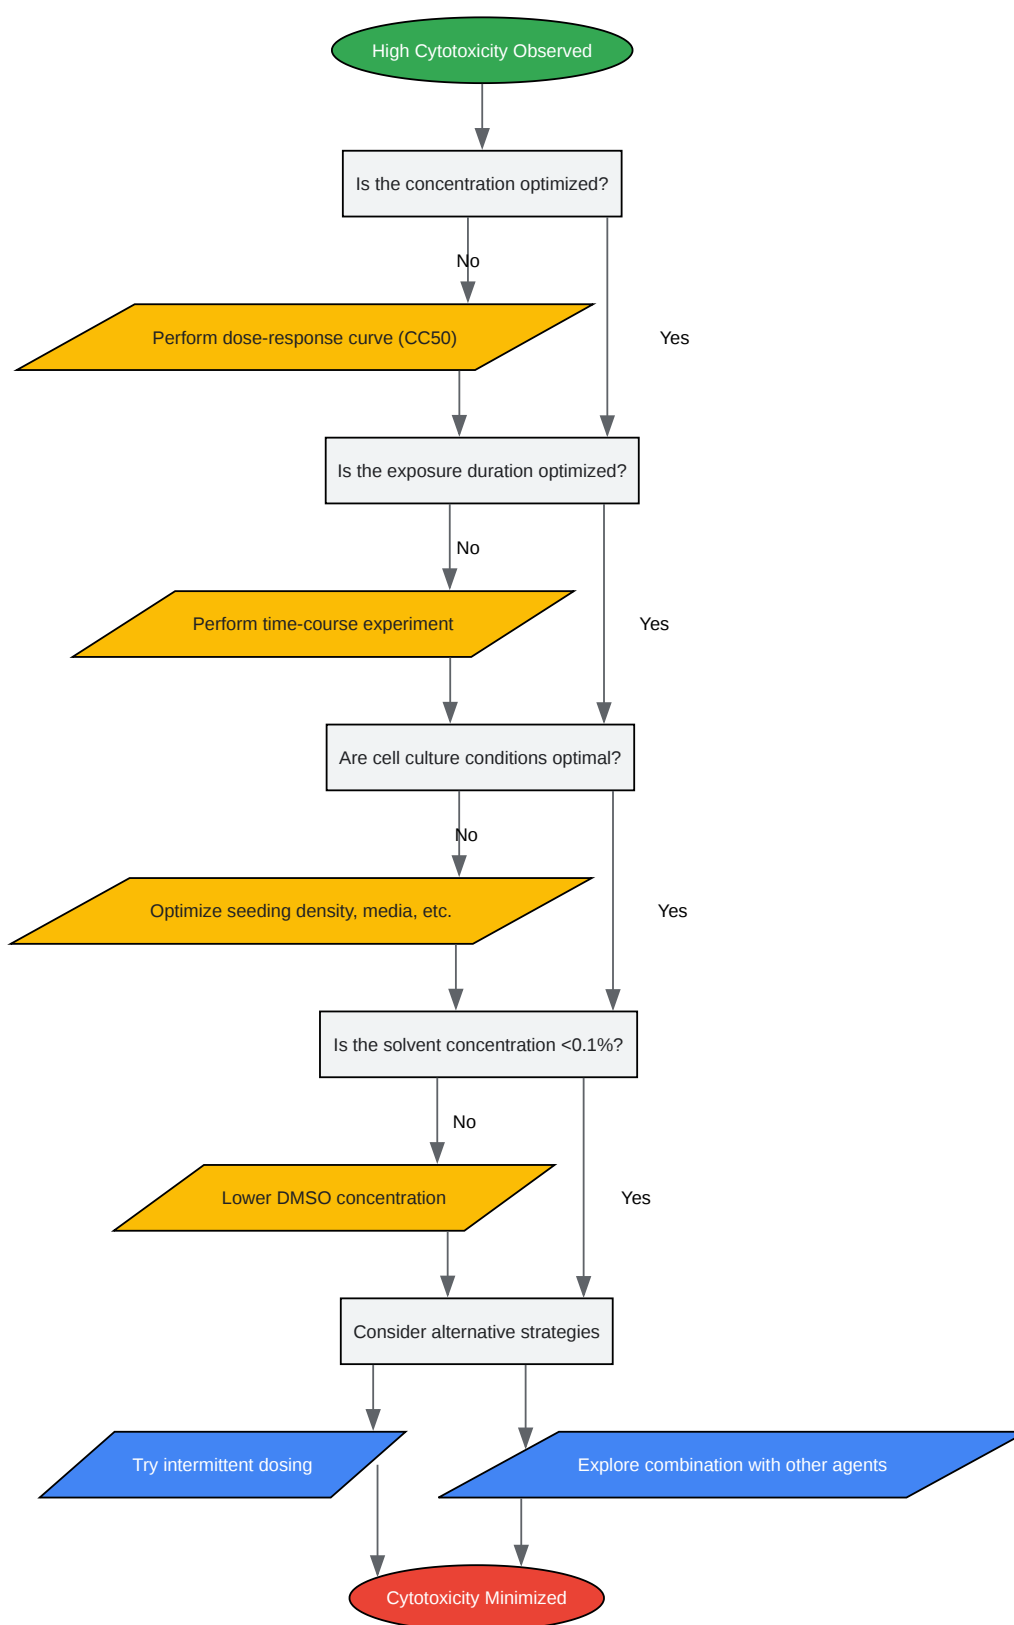 High Cytotoxicity Observed
Is the concentration optimized?
No
Perform dose-response curve (CC50)
Yes
Is the exposure duration optimized?
No
Perform time-course experiment
Yes
Are cell culture conditions optimal?
No
Optimize seeding density, media, etc.
Yes
Is the solvent concentration <0.1%?
No
Lower DMSO concentration
Yes
Consider alternative strategies
Try intermittent dosing
Explore combination with other agents
Cytotoxicity Minimized